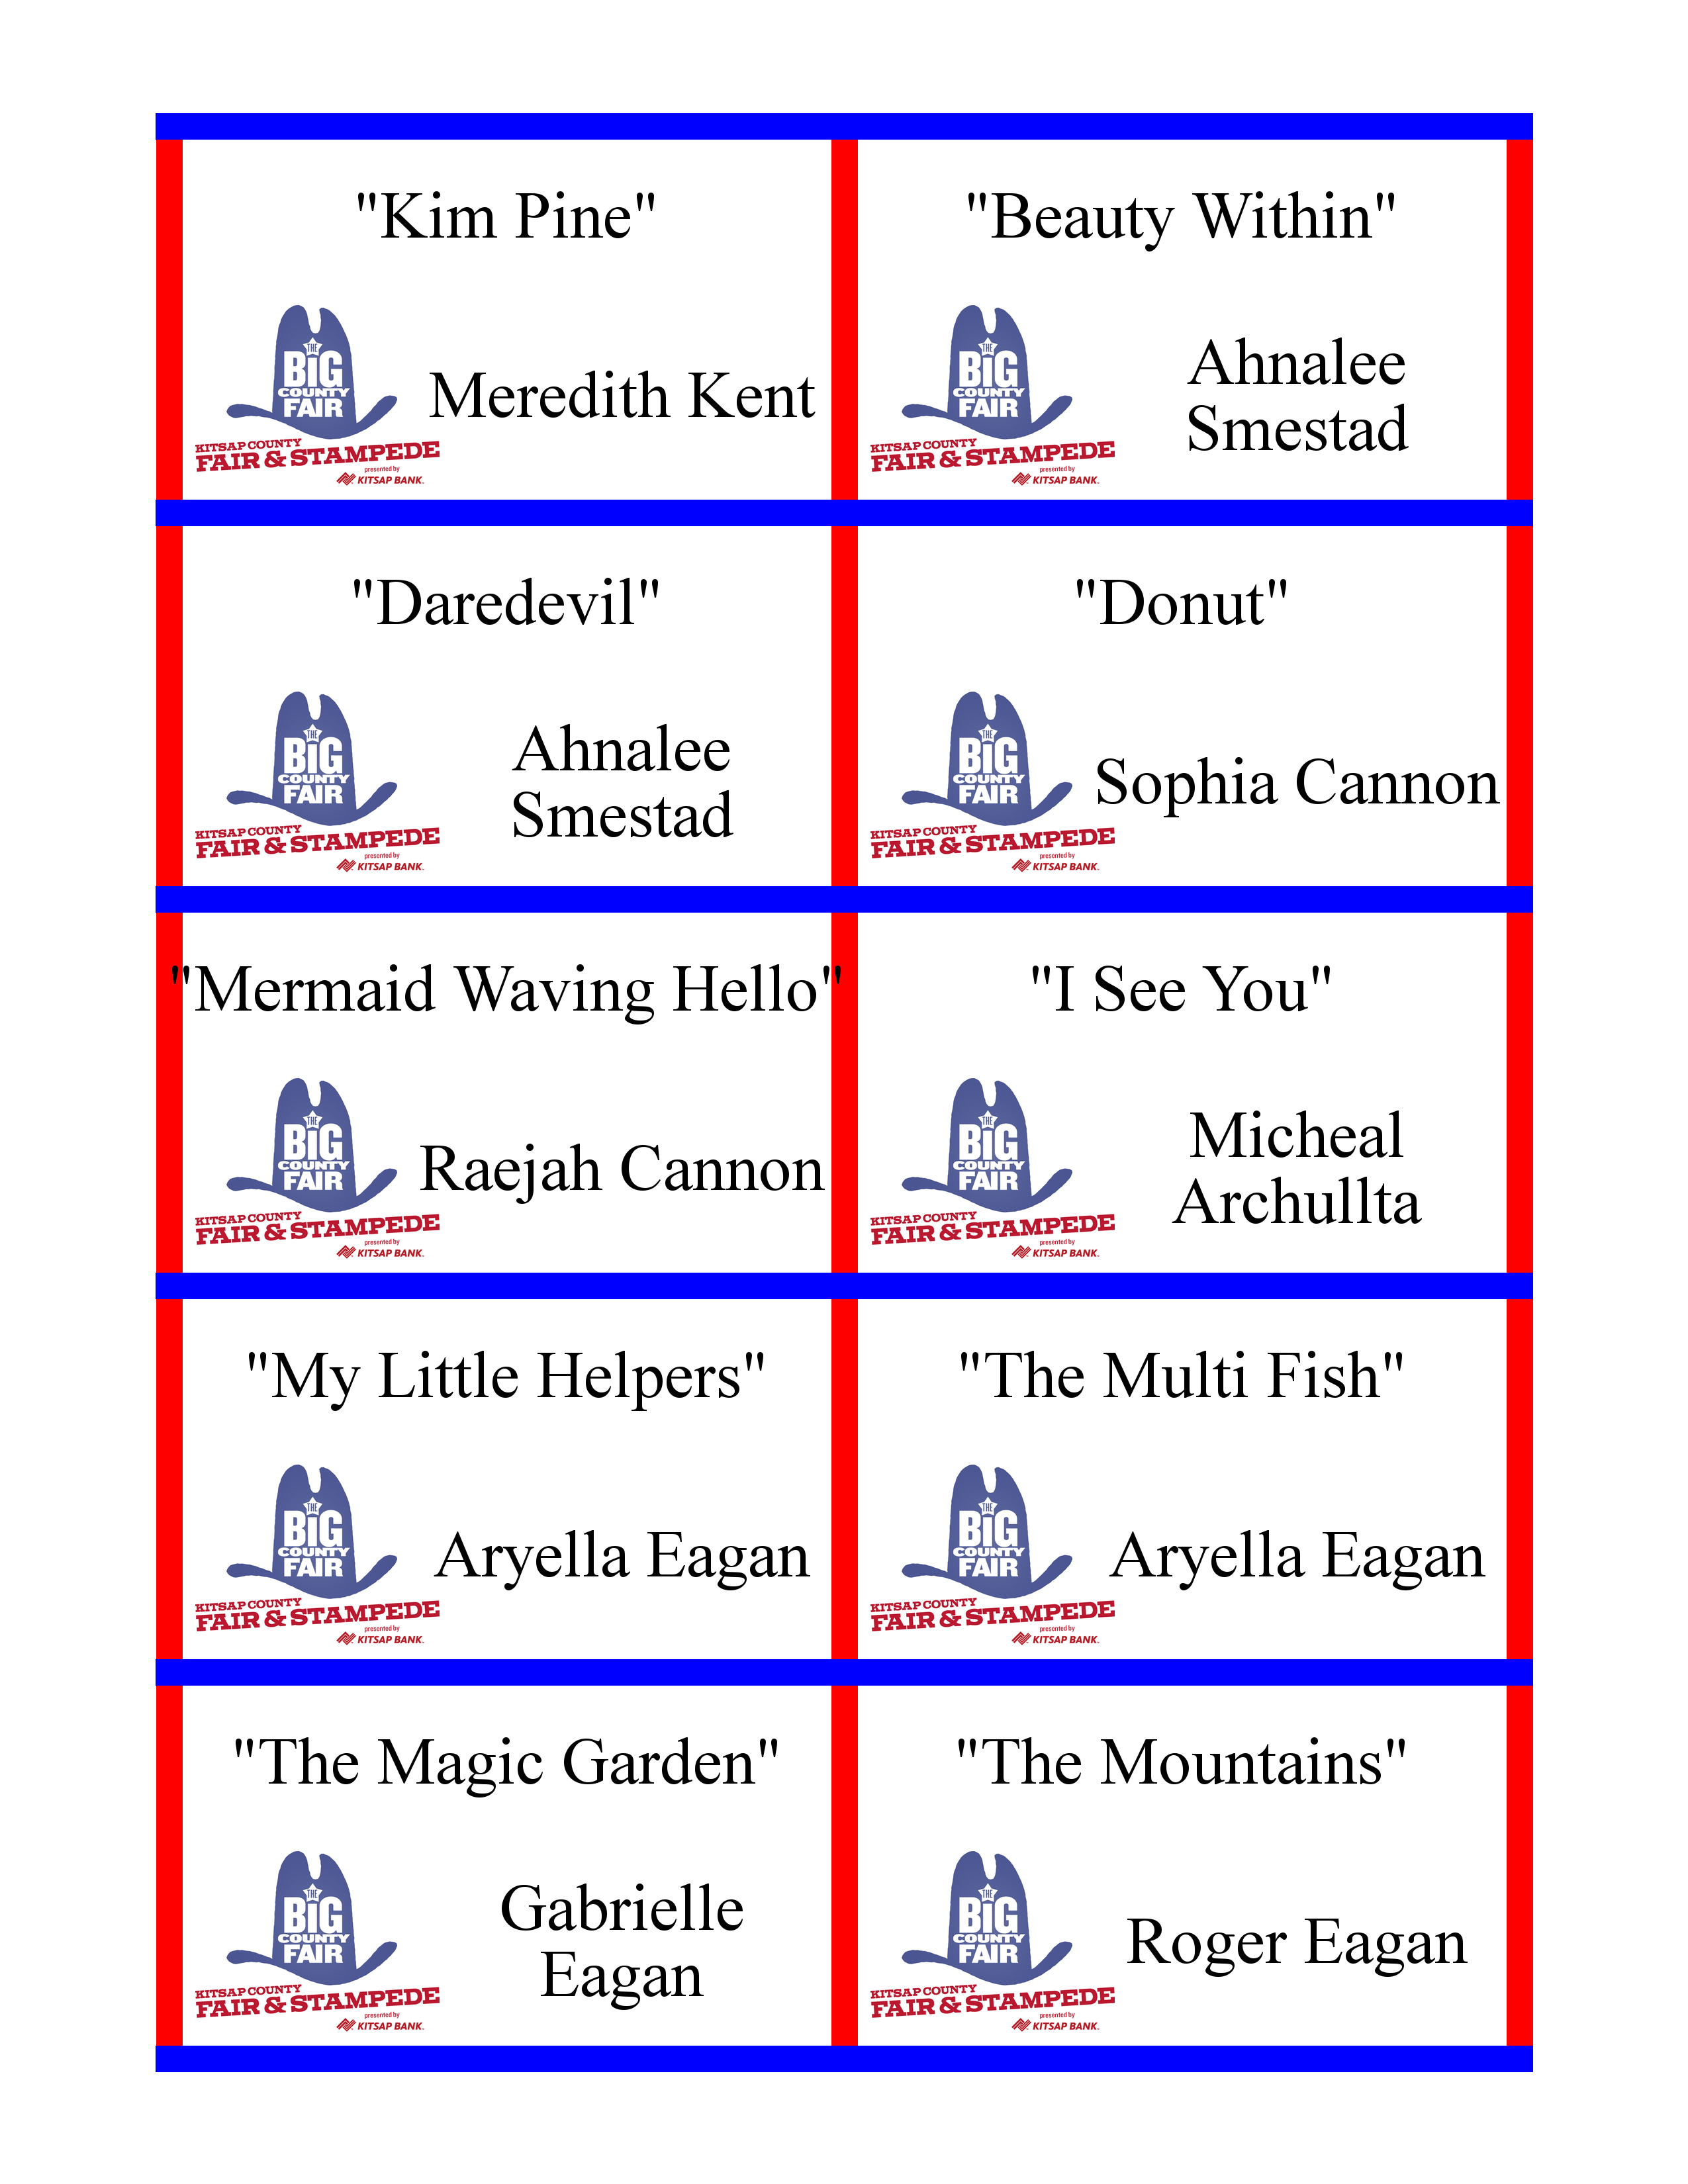 "Kim Pine"
THE
BiG
COUNTY
FAIR
Meredith Kent
KITSAP COUNTY
FAIR & STAMPEDE
presented by
KITSAP BANK.
"Beauty Within"
THE
BiG
COUNTY
FAIR
Ahnalee
Smestad
KITSAP COUNTY
FAIR & STAMPEDE
presented by
KITSAP BANK.
"Daredevil"
THE
BiG
COUNTY
FAIR
Ahnalee
Smestad
KITSAP COUNTY
FAIR & STAMPEDE
presented by
KITSAP BANK.
"Donut"
THE
BiG
COUNTY
FAIR
Sophia Cannon
KITSAP COUNTY
FAIR & STAMPEDE
presented by
KITSAP BANK.
"Mermaid Waving Hello"
THE
BiG
COUNTY
FAIR
Raejah Cannon
KITSAP COUNTY
FAIR & STAMPEDE
presented by
KITSAP BANK.
"I See You"
THE
BiG
COUNTY
FAIR
Micheal
Archullta
KITSAP COUNTY
FAIR & STAMPEDE
presented by
KITSAP BANK.
"My Little Helpers"
THE
BiG
COUNTY
FAIR
Aryella Eagan
KITSAP COUNTY
FAIR & STAMPEDE
presented by
KITSAP BANK.
"The Multi Fish"
THE
BiG
COUNTY
FAIR
Aryella Eagan
KITSAP COUNTY
FAIR & STAMPEDE
presented by
KITSAP BANK.
"The Magic Garden"
THE
BiG
COUNTY
FAIR
Gabrielle
Eagan
KITSAP COUNTY
FAIR & STAMPEDE
presented by
KITSAP BANK.
"The Mountains"
THE
BiG
COUNTY
FAIR
Roger Eagan
KITSAP COUNTY
FAIR & STAMPEDE
presented by
KITSAP BANK.